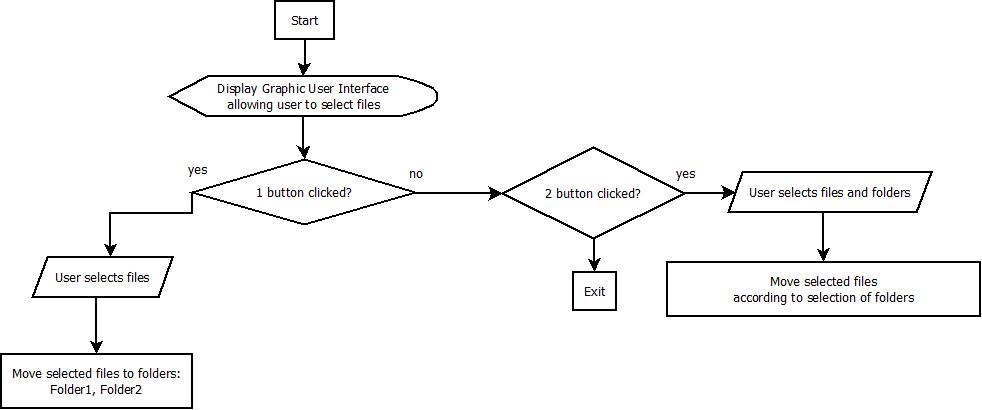 Start
Display Graphic User Interface
allowing user to select files
yes
1 button clicked?
no
2 button clicked?
yes
User selects files and folders
User selects files
Exit
Move selected files
according to selection of folders
Move selected files to folders:
Folder1, Folder2